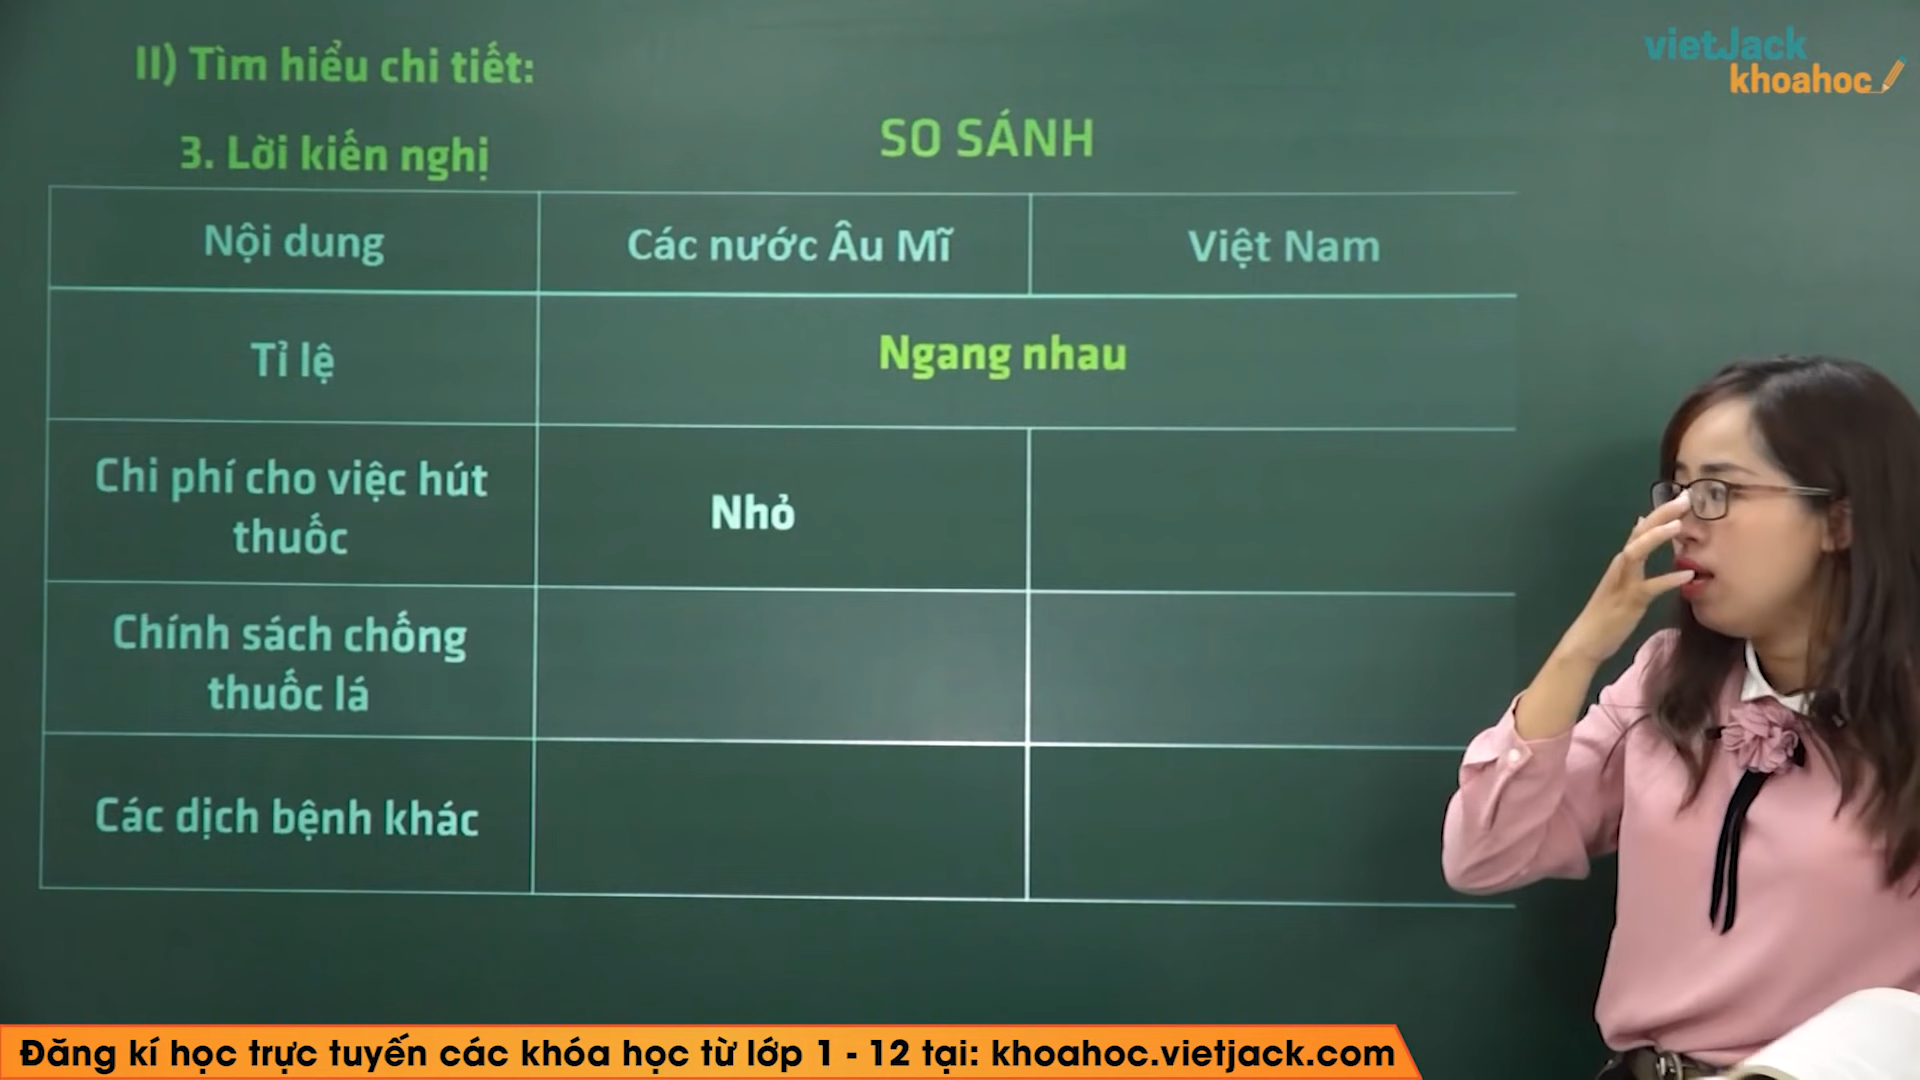 II) Tìm hiểu chi tiết:
vietJack
khoahoc
3. Lời kiến nghị
SO SÁNH
Nội dung
Các nước Âu Mĩ
Việt Nam
Tỉ lệ
Ngang nhau
Chi phí cho việc hút
thuốc
Nhỏ
Chính sách chống
thuốc lá
Các dịch bệnh khác
Đăng kí học trực tuyến các khóa học từ lớp 1 - 12 tại: khoahoc.vietjack.com